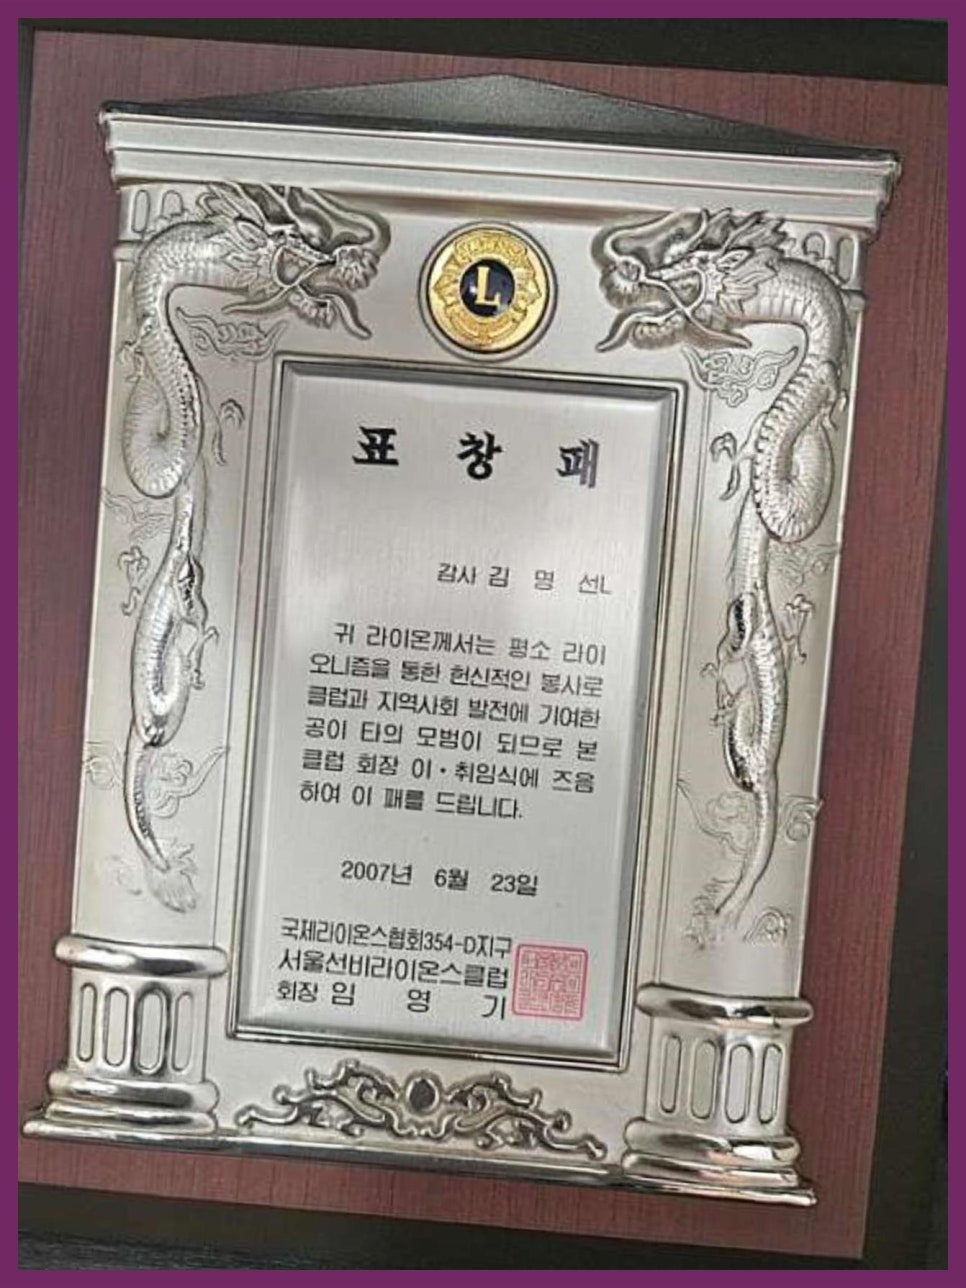 L
표 창 패
감사 김 명 선
귀 라이온께서는 평소 라이
오니즘을 통한 헌신적인 봉사로
클럽과 지역사회 발전에 기여한
공이 타의 모범이 되므로 본
클럽 회장 이·취임식에 즈음
하여 이 패를 드립니다.
2007년 6월 23일
국제라이온스협회354-D지구
서울선비라이온스클럽
회장 임 영 기